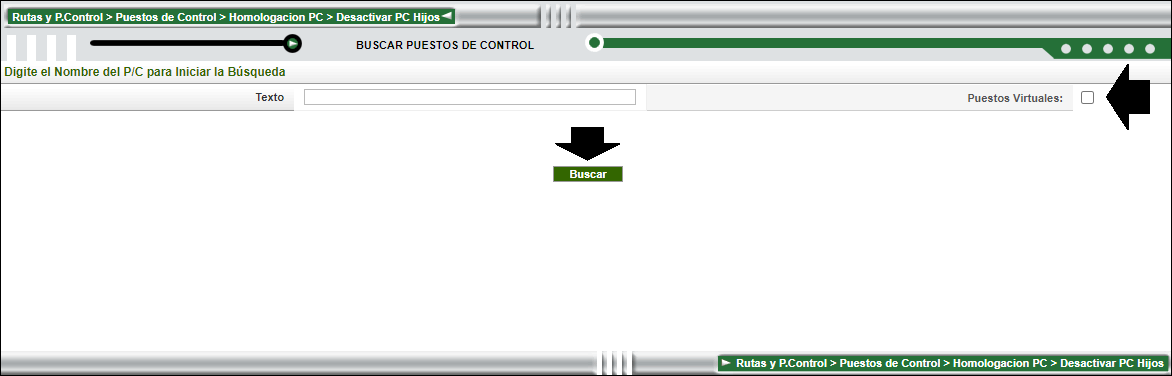 Rutas y P.Control > Puestos de Control > Homologacion PC > Desactivar PC Hijos
BUSCAR PUESTOS DE CONTROL
Digite el Nombre del P/C para Iniciar la Búsqueda
Texto
Puestos Virtuales:
Buscar
Rutas y P.Control > Puestos de Control > Homologacion PC > Desactivar PC Hijos